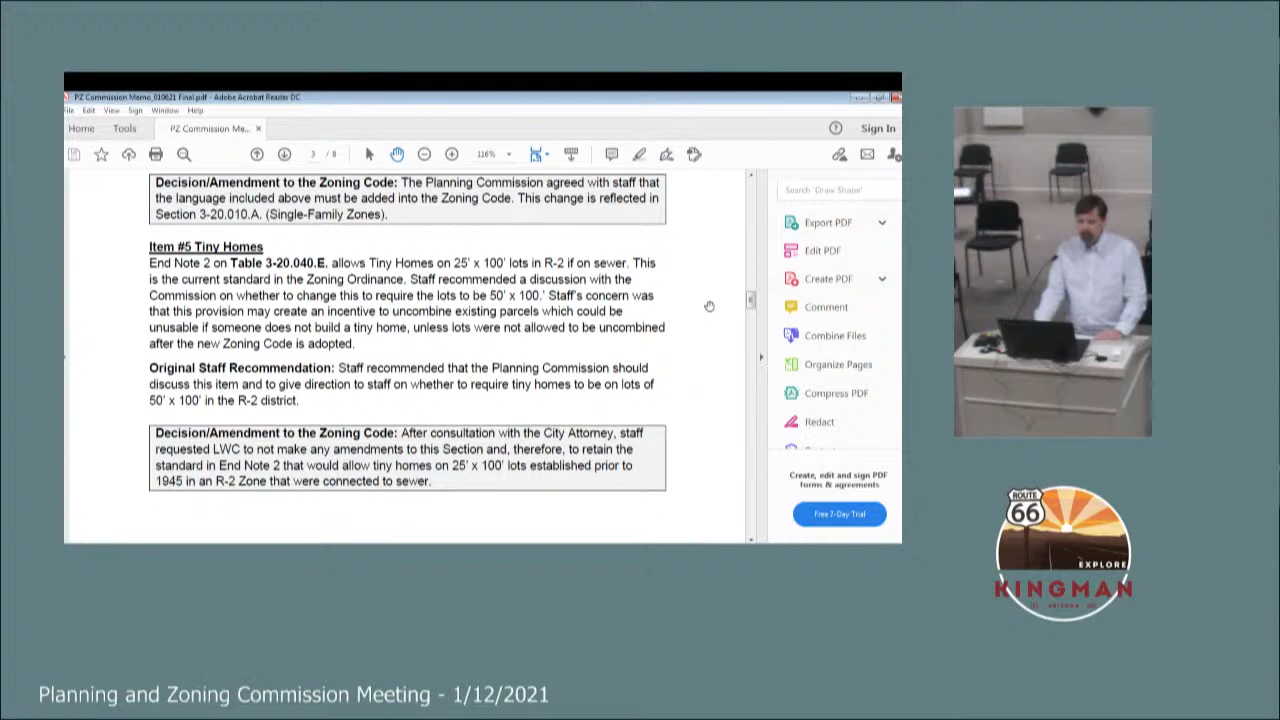 PZ Commission Memo_010621 Final.pdf - Adobe Acrobat Reader DC
File Edit View Sign Window Help
Home Tools PZ Commission Me... × Sign In
3 / 8 116%
Decision/Amendment to the Zoning Code: The Planning Commission agreed with staff that
the language included above must be added into the Zoning Code. This change is reflected in
Section 3-20.010.A. (Single-Family Zones).
Item #5 Tiny Homes
End Note 2 on Table 3-20.040.E. allows Tiny Homes on 25' x 100' lots in R-2 if on sewer. This
is the current standard in the Zoning Ordinance. Staff recommended a discussion with the
Commission on whether to change this to require the lots to be 50' x 100.' Staff's concern was
that this provision may create an incentive to uncombine existing parcels which could be
unusable if someone does not build a tiny home, unless lots were not allowed to be uncombined
after the new Zoning Code is adopted.
Original Staff Recommendation: Staff recommended that the Planning Commission should
discuss this item and to give direction to staff on whether to require tiny homes to be on lots of
50' x 100' in the R-2 district.
Decision/Amendment to the Zoning Code: After consultation with the City Attorney, staff
requested LWC to not make any amendments to this Section and, therefore, to retain the
standard in End Note 2 that would allow tiny homes on 25' x 100' lots established prior to
1945 in an R-2 Zone that were connected to sewer.
Search 'Draw Shape'
Export PDF
Edit PDF
Create PDF
Comment
Combine Files
Organize Pages
Compress PDF
Redact
Create, edit and sign PDF
forms & agreements
Free 7-Day Trial
ROUTE
66
EXPLORE
KINGMAN
ARIZONA
Planning and Zoning Commission Meeting - 1/12/2021